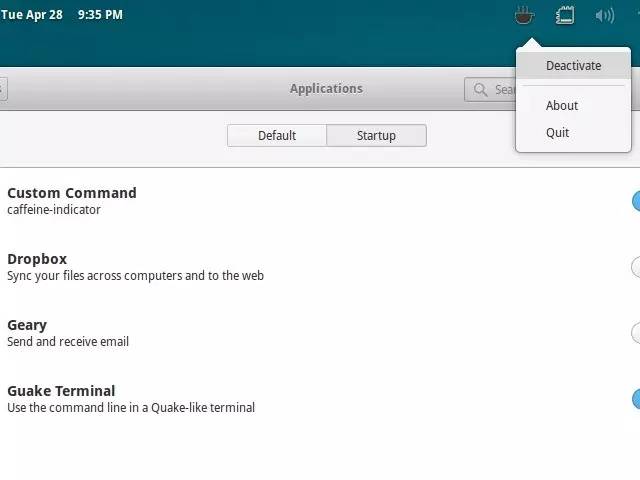 Tue Apr 28 9:35 PM
Deactivate
About
Quit
Applications
Default
Startup
Custom Command
caffeine-indicator
Dropbox
Sync your files across computers and to the web
Geary
Send and receive email
Guake Terminal
Use the command line in a Quake-like terminal